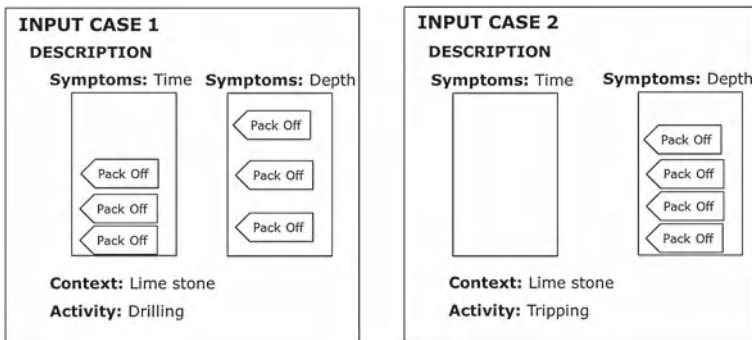 INPUT CASE 1
DESCRIPTION
Symptoms: Time
Symptoms: Depth
Pack Off
Pack Off
Pack Off
Pack Off
Pack Off
Pack Off
Context: Lime stone
Activity: Drilling
INPUT CASE 2
DESCRIPTION
Symptoms: Time
Symptoms: Depth
Pack Off
Pack Off
Pack Off
Pack Off
Context: Lime stone
Activity: Tripping